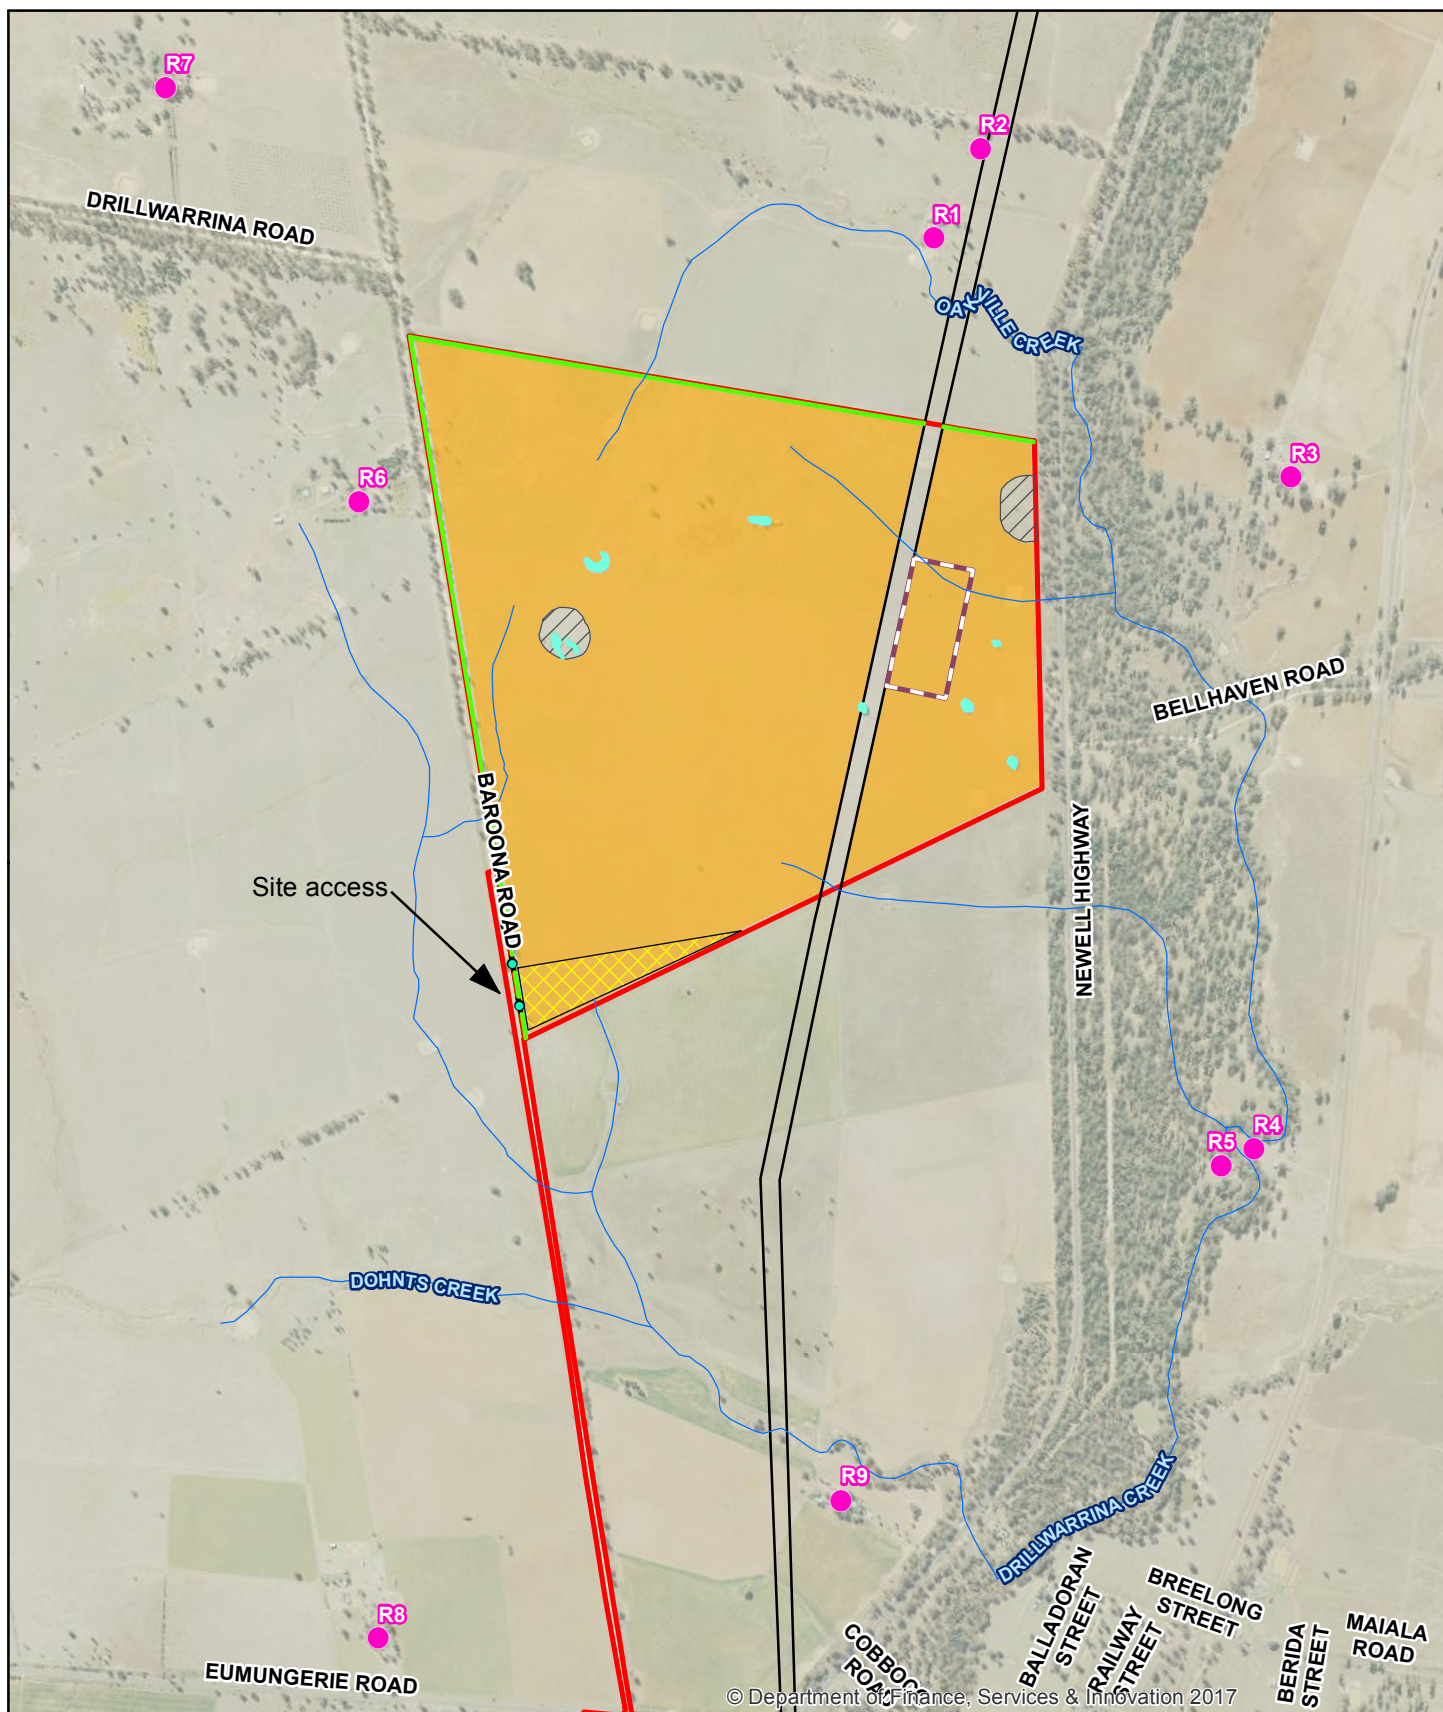 R7
R2
DRILLWARRINA ROAD
R1
OAKVILLE CREEK
R3
R6
BELLHAVEN ROAD
BAROONA ROAD
NEWELL HIGHWAY
Site access
R4
R5
DOHNTS CREEK
R9
DRILLWARRINA CREEK
BALLADORAN
STREET
BREELONG
STREET
R8
RAILWAY
STREET
MAIALA
ROAD
BERIDA
STREET
EUMUNGERIE ROAD
ROAD
© Department of Finance, Services & Innovation 2017